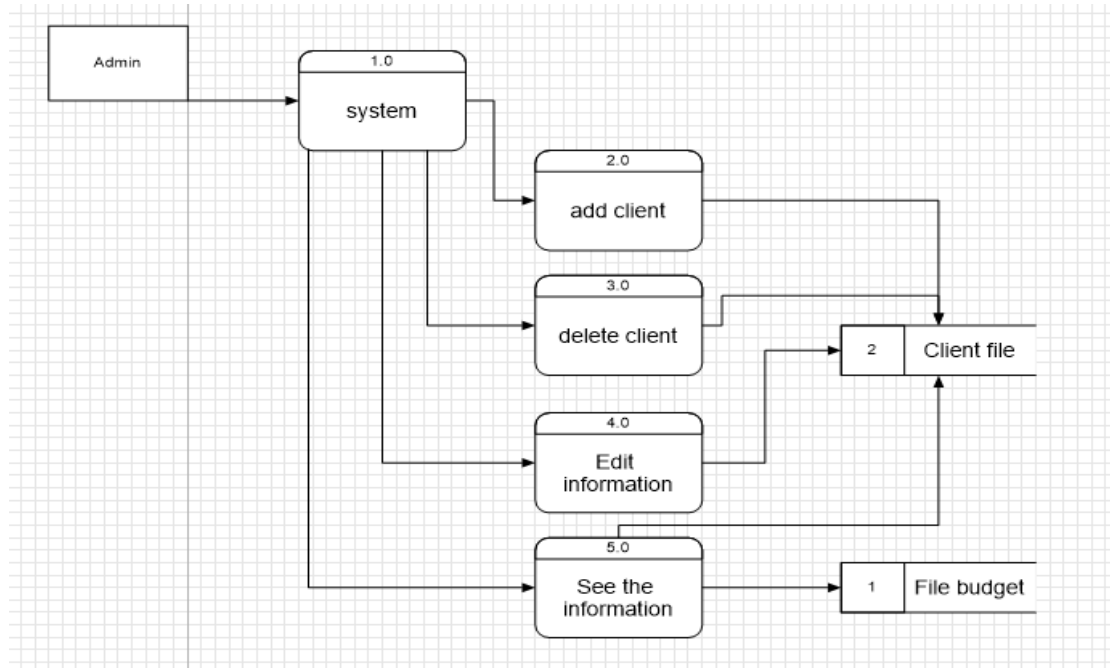 Admin
1.0
system
2.0
add client
3.0
delete client
2
Client file
4.0
Edit
information
5.0
See the
information
1
File budget